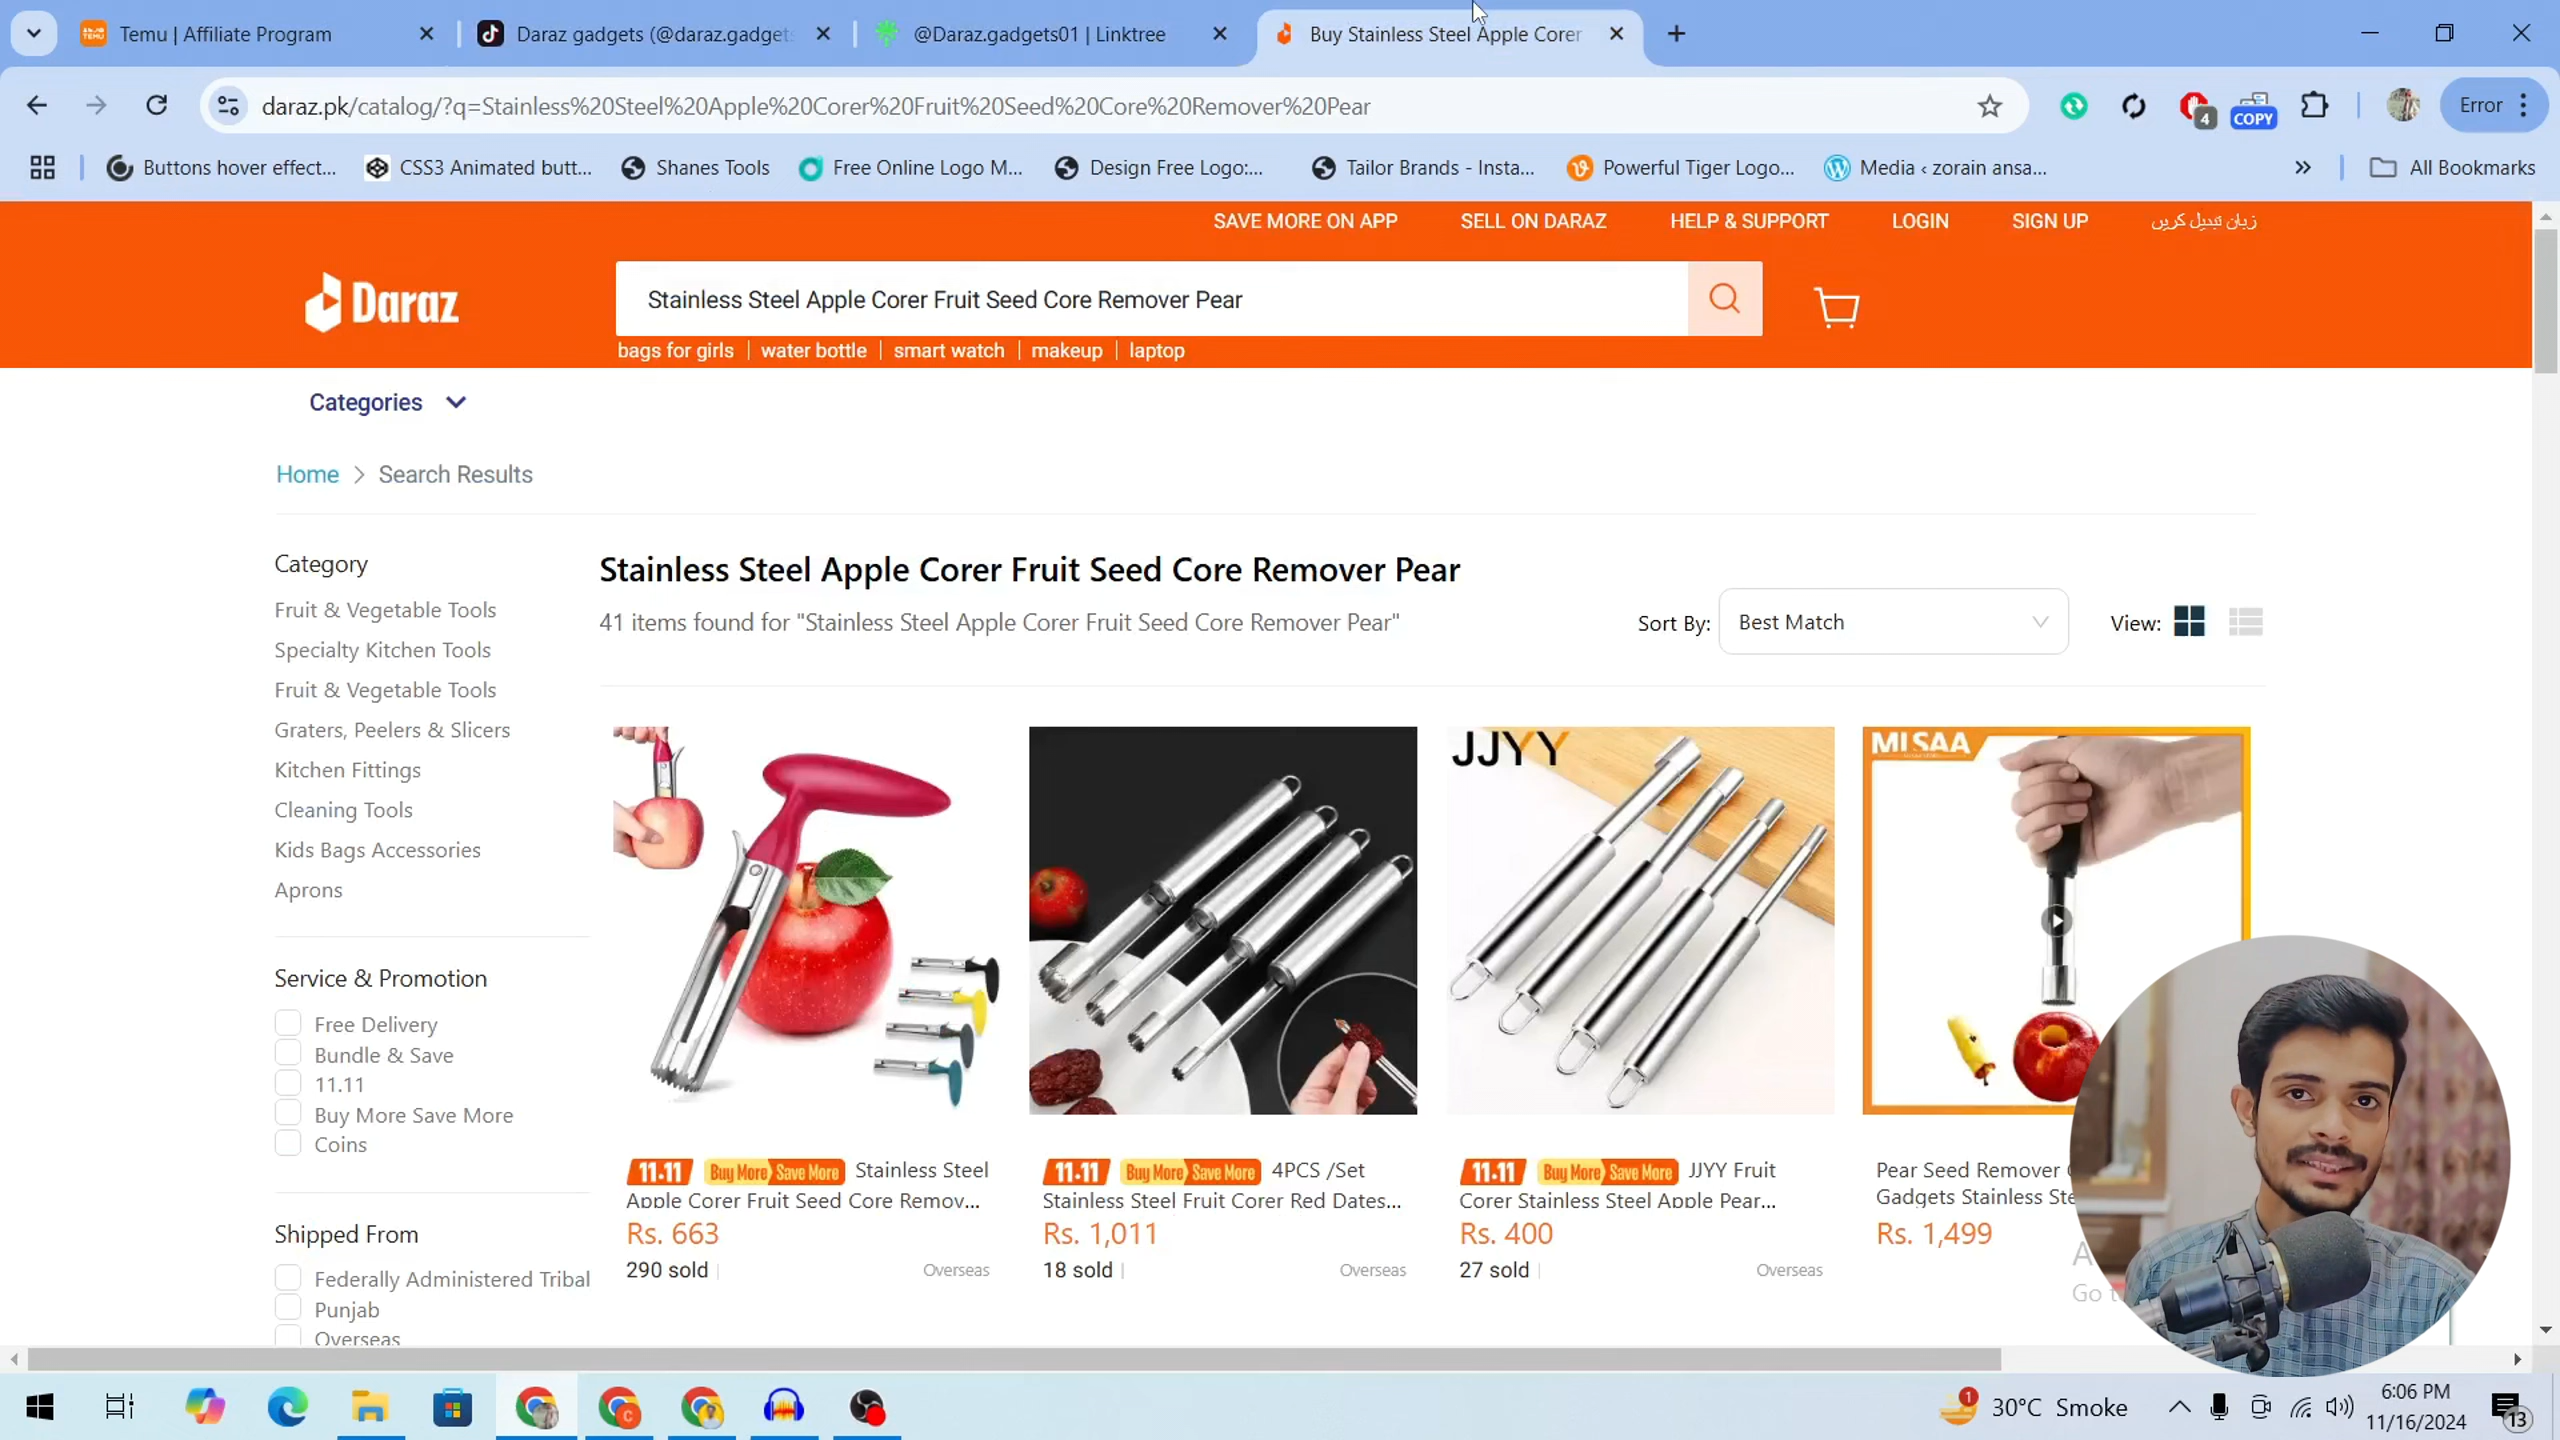 Temu | Affiliate Program
Daraz gadgets (@daraz.gadgets
@Daraz.gadgets01 | Linktree
Buy Stainless Steel Apple Corer
daraz.pk/catalog/?q=Stainless%20Steel%20Apple%20Corer%20Fruit%20Seed%20Core%20Remover%20Pear
4
COPY
Error
Buttons hover effect...
CSS3 Animated butt...
Shanes Tools
Free Online Logo M...
Design Free Logo:...
Tailor Brands - Insta...
Powerful Tiger Logo...
Media ‹ zorain ansa...
All Bookmarks
SAVE MORE ON APP
SELL ON DARAZ
HELP & SUPPORT
LOGIN
SIGN UP
زبان تبدیل کریں
Daraz
Stainless Steel Apple Corer Fruit Seed Core Remover Pear
bags for girls
water bottle
smart watch
makeup
laptop
Categories
Home
Search Results
Category
Fruit & Vegetable Tools
Specialty Kitchen Tools
Fruit & Vegetable Tools
Graters, Peelers & Slicers
Kitchen Fittings
Cleaning Tools
Kids Bags Accessories
Aprons
Service & Promotion
Free Delivery
Bundle & Save
11.11
Buy More Save More
Coins
Shipped From
Federally Administered Tribal
Punjab
Overseas
Stainless Steel Apple Corer Fruit Seed Core Remover Pear
41 items found for "Stainless Steel Apple Corer Fruit Seed Core Remover Pear"
Sort By:
Best Match
View:
11.11 Buy More Save More Stainless Steel
Apple Corer Fruit Seed Core Remov...
Rs. 663
290 sold
Overseas
11.11 Buy More Save More 4PCS /Set
Stainless Steel Fruit Corer Red Dates...
Rs. 1,011
18 sold
Overseas
JJYY
11.11 Buy More Save More JJYY Fruit
Corer Stainless Steel Apple Pear...
Rs. 400
27 sold
Overseas
MISAA
Pear Seed Remover
Gadgets Stainless Ste
Rs. 1,499
A
Go t
1
30°C Smoke
6:06 PM
11/16/2024
13